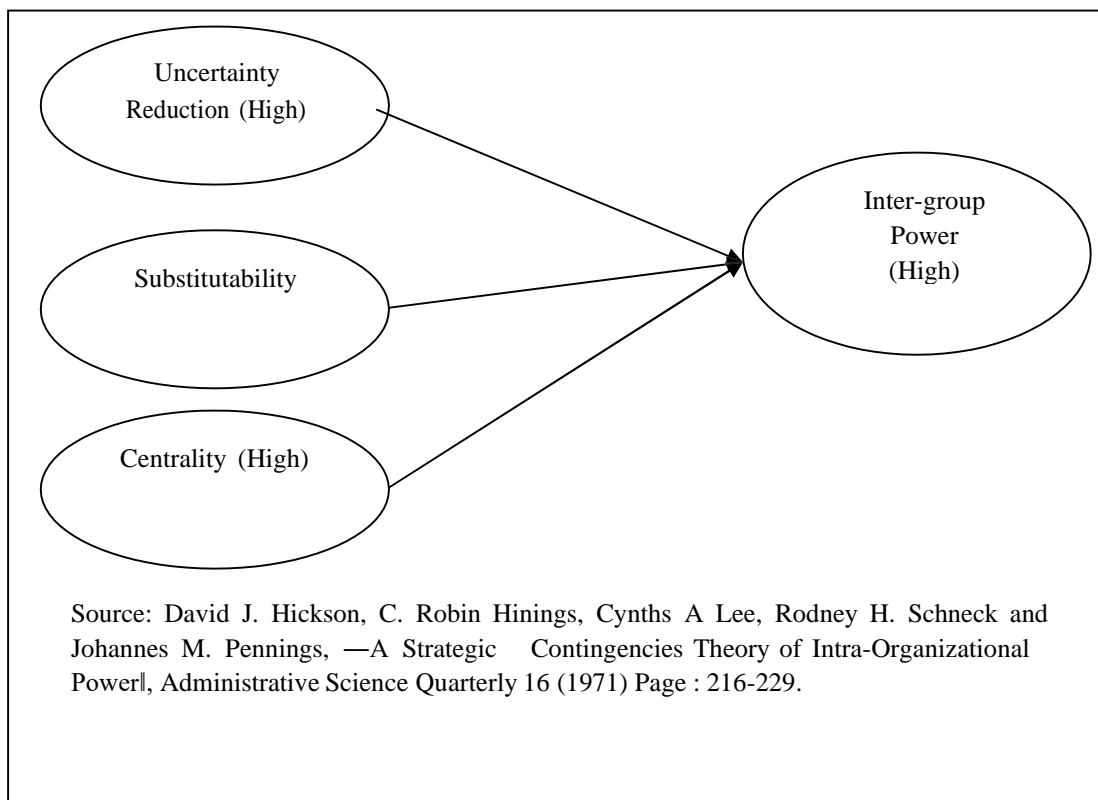 Uncertainty
Reduction (High)
Inter-group
Power
(High)
Substitutability
Centrality (High)
Source: David J. Hickson, C. Robin Hinings, Cynths A Lee, Rodney H. Schneck and
Johannes M. Pennings, ―A Strategic Contingencies Theory of Intra-Organizational
Power‖, Administrative Science Quarterly 16 (1971) Page : 216-229.